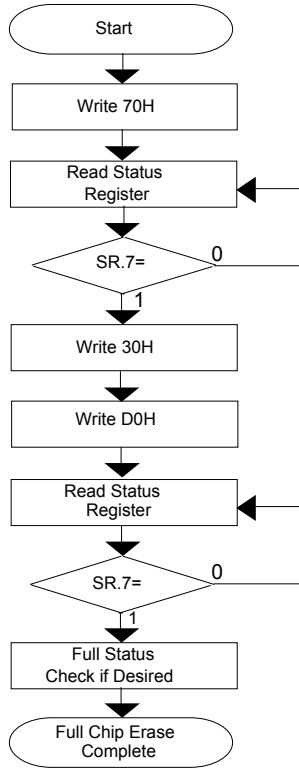 Start
Write 70H
Read Status
Register
SR.7=
0
1
Write 30H
Write D0H
Read Status
Register
SR.7=
0
1
Full Status
Check if Desired
Full Chip Erase
Complete